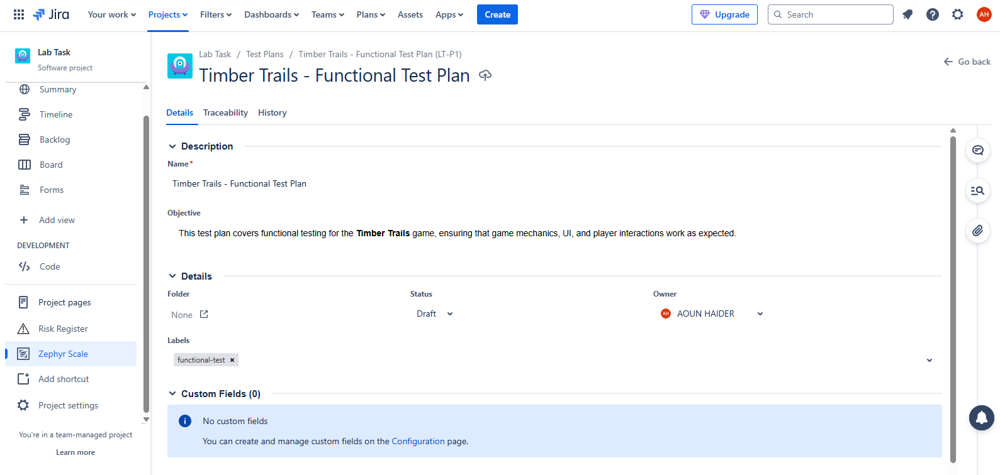 Jira
Your work
Projects
Filters
Dashboards
Teams
Plans
Assets
Apps
Create
Upgrade
Search
AH
Lab Task
Software project
Summary
Timeline
Backlog
Board
Forms
Add view
DEVELOPMENT
Code
Project pages
Risk Register
Zephyr Scale
Add shortcut
Project settings
You're in a team-managed project
Learn more
Lab Task / Test Plans / Timber Trails - Functional Test Plan (LT-P1)
Timber Trails - Functional Test Plan
Go back
Details
Traceability
History
Description
Name*
Timber Trails - Functional Test Plan
Objective
This test plan covers functional testing for the Timber Trails game, ensuring that game mechanics, UI, and player interactions work as expected.
Details
Folder
None
Status
Draft
Owner
AH AOUN HAIDER
Labels
functional-test
Custom Fields (0)
No custom fields
You can create and manage custom fields on the Configuration page.